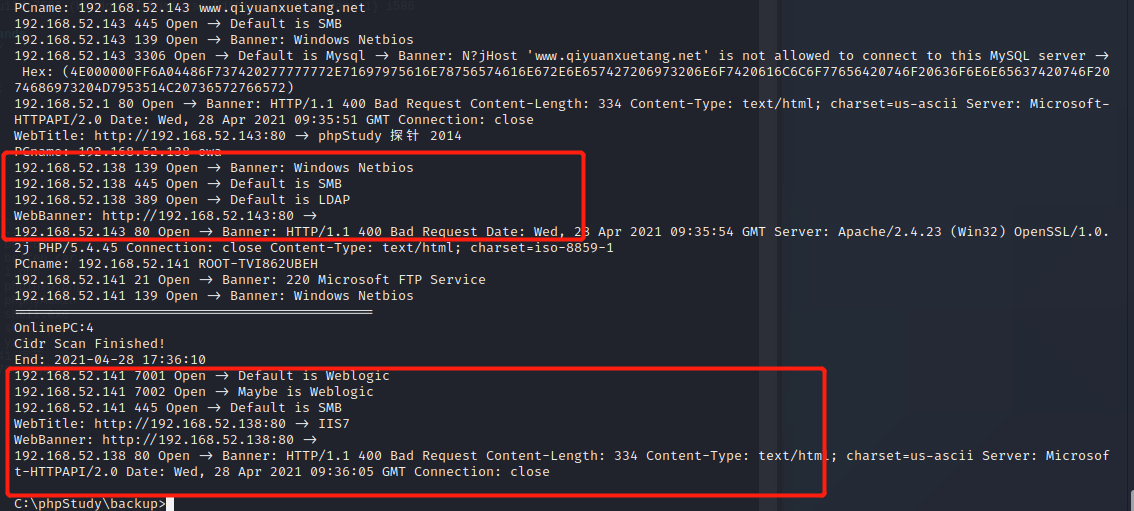 PCname: 192.168.52.143 www.qiyuanxuetang.net
192.168.52.143 445 Open -> Default is SMB
192.168.52.143 139 Open -> Banner: Windows Netbios
192.168.52.143 3306 Open -> Default is Mysql -> Banner: N?jHost 'www.qiyuanxuetang.net' is not allowed to connect to this MySQL server ->
Hex: (4E000000FF6A04486F737420277777772E71697975616E78756574616E672E6E657427206973206E6F7420616C6C6F77656420746F20636F6E6E65637420746F20
74686973204D7953514C20736572766572)
192.168.52.1 80 Open -> Banner: HTTP/1.1 400 Bad Request Content-Length: 334 Content-Type: text/html; charset=us-ascii Server: Microsoft-
HTTPAPI/2.0 Date: Wed, 28 Apr 2021 09:35:51 GMT Connection: close
WebTitle: http://192.168.52.143:80 -> phpStudy 探针 2014
PCname: 192.168.52.138 owa
192.168.52.138 139 Open -> Banner: Windows Netbios
192.168.52.138 445 Open -> Default is SMB
192.168.52.138 389 Open -> Default is LDAP
WebBanner: http://192.168.52.143:80 ->
192.168.52.143 80 Open -> Banner: HTTP/1.1 400 Bad Request Date: Wed, 28 Apr 2021 09:35:54 GMT Server: Apache/2.4.23 (Win32) OpenSSL/1.0.
2j PHP/5.4.45 Connection: close Content-Type: text/html; charset=iso-8859-1
PCname: 192.168.52.141 ROOT-TVI862UBEH
192.168.52.141 21 Open -> Banner: 220 Microsoft FTP Service
192.168.52.141 139 Open -> Banner: Windows Netbios
=============================================
OnlinePC:4
Cidr Scan Finished!
End: 2021-04-28 17:36:10
192.168.52.141 7001 Open -> Default is Weblogic
192.168.52.141 7002 Open -> Maybe is Weblogic
192.168.52.141 445 Open -> Default is SMB
WebTitle: http://192.168.52.138:80 -> IIS7
WebBanner: http://192.168.52.138:80 ->
192.168.52.138 80 Open -> Banner: HTTP/1.1 400 Bad Request Content-Length: 334 Content-Type: text/html; charset=us-ascii Server: Microsof
t-HTTPAPI/2.0 Date: Wed, 28 Apr 2021 09:36:05 GMT Connection: close
C:\phpStudy\backup>